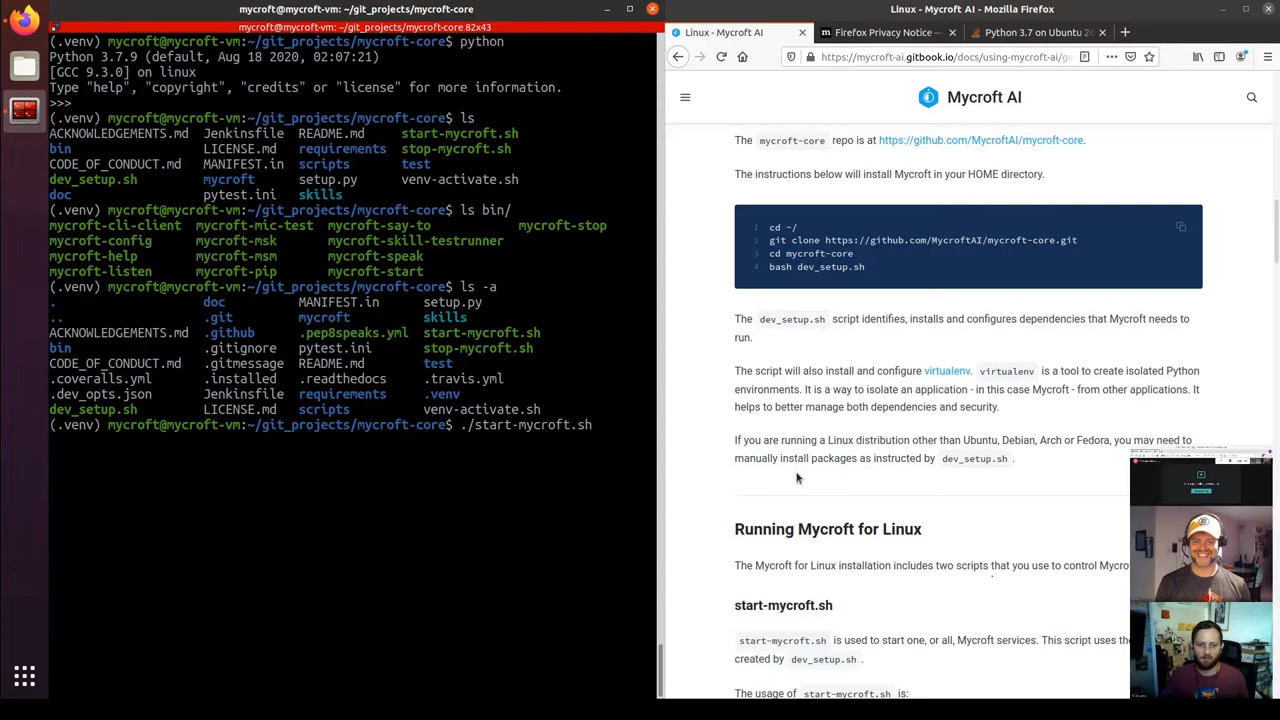 mycroft@mycroft-vm: ~/git_projects/mycroft-core
mycroft@mycroft-vm: ~/git_projects/mycroft-core 82x43
(.venv) mycroft@mycroft-vm:~/git_projects/mycroft-core$ python
Python 3.7.9 (default, Aug 18 2020, 02:07:21)
[GCC 9.3.0] on linux
Type "help", "copyright", "credits" or "license" for more information.
>>>
(.venv) mycroft@mycroft-vm:~/git_projects/mycroft-core$ ls
ACKNOWLEDGEMENTS.md Jenkinsfile README.md start-mycroft.sh
bin LICENSE.md requirements stop-mycroft.sh
CODE_OF_CONDUCT.md MANIFEST.in scripts test
dev_setup.sh mycroft setup.py venv-activate.sh
doc pytest.ini skills
(.venv) mycroft@mycroft-vm:~/git_projects/mycroft-core$ ls bin/
mycroft-cli-client mycroft-mic-test mycroft-say-to mycroft-stop
mycroft-config mycroft-msk mycroft-skill-testrunner
mycroft-help mycroft-msm mycroft-speak
mycroft-listen mycroft-pip mycroft-start
(.venv) mycroft@mycroft-vm:~/git_projects/mycroft-core$ ls -a
. doc MANIFEST.in setup.py
.. .git mycroft skills
ACKNOWLEDGEMENTS.md .github .pep8speaks.yml start-mycroft.sh
bin .gitignore pytest.ini stop-mycroft.sh
CODE_OF_CONDUCT.md .gitmessage README.md test
.coveralls.yml .installed .readthedocs .travis.yml
.dev_opts.json Jenkinsfile requirements .venv
dev_setup.sh LICENSE.md scripts venv-activate.sh
(.venv) mycroft@mycroft-vm:~/git_projects/mycroft-core$ ./start-mycroft.sh
Linux - Mycroft AI - Mozilla Firefox
Linux - Mycroft AI
Firefox Privacy Notice —
Python 3.7 on Ubuntu 20
https://mycroft-ai.gitbook.io/docs/using-mycroft-ai/ge
Mycroft AI
The mycroft-core repo is at https://github.com/MycroftAI/mycroft-core.
The instructions below will install Mycroft in your HOME directory.
1 cd ~/
2 git clone https://github.com/MycroftAI/mycroft-core.git
3 cd mycroft-core
4 bash dev_setup.sh
The dev_setup.sh script identifies, installs and configures dependencies that Mycroft needs to
run.
The script will also install and configure virtualenv. virtualenv is a tool to create isolated Python
environments. It is a way to isolate an application - in this case Mycroft - from other applications. It
helps to better manage both dependencies and security.
If you are running a Linux distribution other than Ubuntu, Debian, Arch or Fedora, you may need to
manually install packages as instructed by dev_setup.sh .
Running Mycroft for Linux
The Mycroft for Linux installation includes two scripts that you use to control Mycro
start-mycroft.sh
start-mycroft.sh is used to start one, or all, Mycroft services. This script uses the
created by dev_setup.sh .
The usage of start-mycroft.sh is: